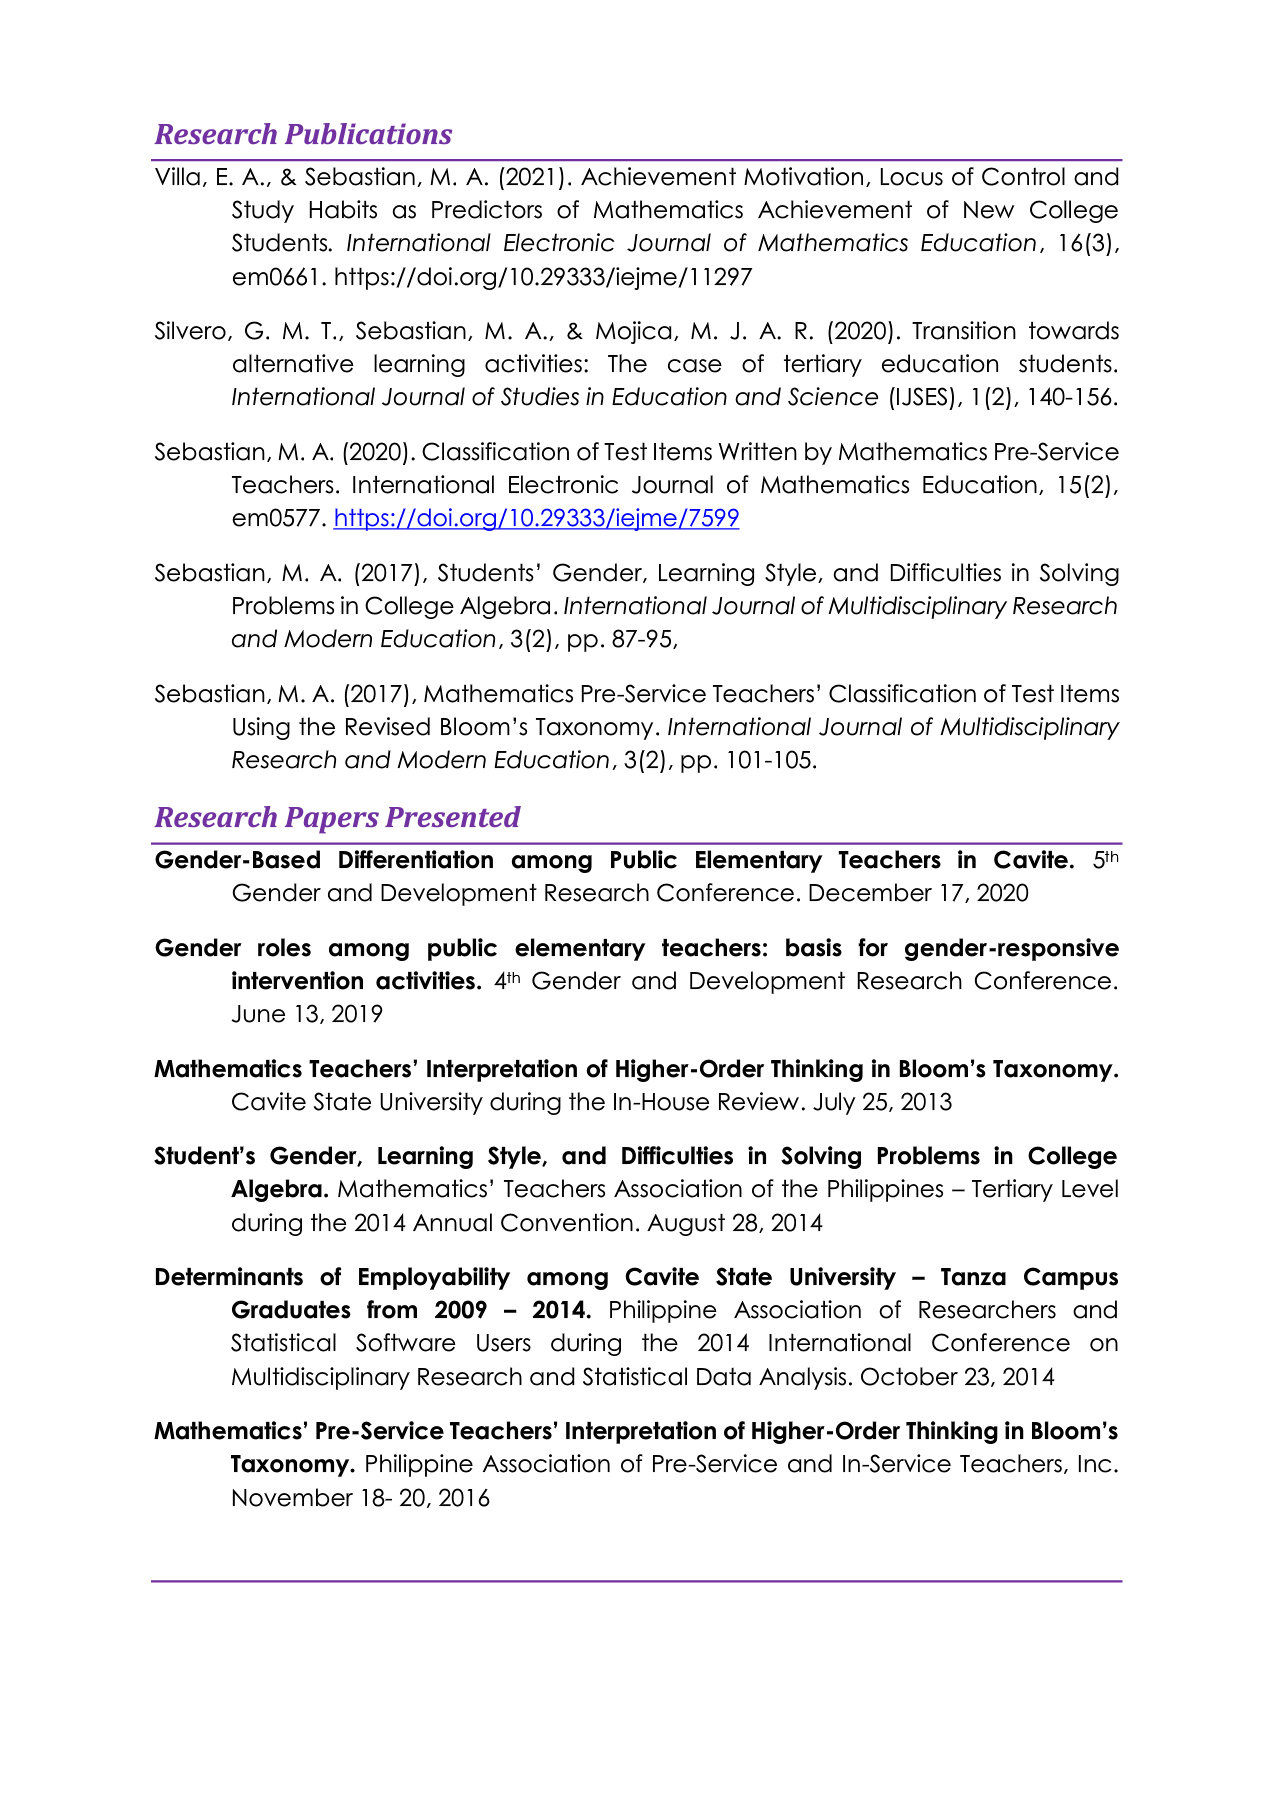 Research Publications
Villa, E. A., & Sebastian, M. A. (2021). Achievement Motivation, Locus of Control and
Study Habits as Predictors of Mathematics Achievement of New College
Students. International Electronic Journal of Mathematics Education, 16(3),
em0661. https://doi.org/10.29333/iejme/11297
Silvero, G. M. T., Sebastian, M. A., & Mojica, M. J. A. R. (2020). Transition towards
alternative learning activities: The case of tertiary education students.
International Journal of Studies in Education and Science (IJSES), 1(2), 140-156.
Sebastian, M. A. (2020). Classification of Test Items Written by Mathematics Pre-Service
Teachers. International Electronic Journal of Mathematics Education, 15(2),
em0577. https://doi.org/10.29333/iejme/7599
Sebastian, M. A. (2017), Students’ Gender, Learning Style, and Difficulties in Solving
Problems in College Algebra. International Journal of Multidisciplinary Research
and Modern Education, 3(2), pp. 87-95,
Sebastian, M. A. (2017), Mathematics Pre-Service Teachers’ Classification of Test Items
Using the Revised Bloom’s Taxonomy. International Journal of Multidisciplinary
Research and Modern Education, 3(2), pp. 101-105.
Research Papers Presented
Gender-Based Differentiation among Public Elementary Teachers in Cavite. 5th
Gender and Development Research Conference. December 17, 2020
Gender roles among public elementary teachers: basis for gender-responsive
intervention activities. 4th Gender and Development Research Conference.
June 13, 2019
Mathematics Teachers’ Interpretation of Higher-Order Thinking in Bloom’s Taxonomy.
Cavite State University during the In-House Review. July 25, 2013
Student’s Gender, Learning Style, and Difficulties in Solving Problems in College
Algebra. Mathematics’ Teachers Association of the Philippines – Tertiary Level
during the 2014 Annual Convention. August 28, 2014
Determinants of Employability among Cavite State University – Tanza Campus
Graduates from 2009 – 2014. Philippine Association of Researchers and
Statistical Software Users during the 2014 International Conference on
Multidisciplinary Research and Statistical Data Analysis. October 23, 2014
Mathematics’ Pre-Service Teachers’ Interpretation of Higher-Order Thinking in Bloom’s
Taxonomy. Philippine Association of Pre-Service and In-Service Teachers, Inc.
November 18- 20, 2016